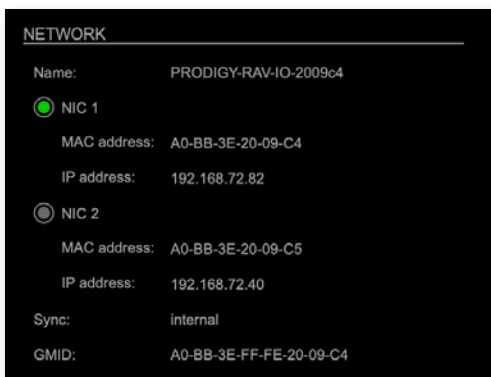 NETWORK
Name: PRODIGY-RAV-IO-2009c4
NIC 1
MAC address: A0-BB-3E-20-09-C4
IP address: 192.168.72.82
NIC 2
MAC address: A0-BB-3E-20-09-C5
IP address: 192.168.72.40
Sync: internal
GMID: A0-BB-3E-FF-FE-20-09-C4